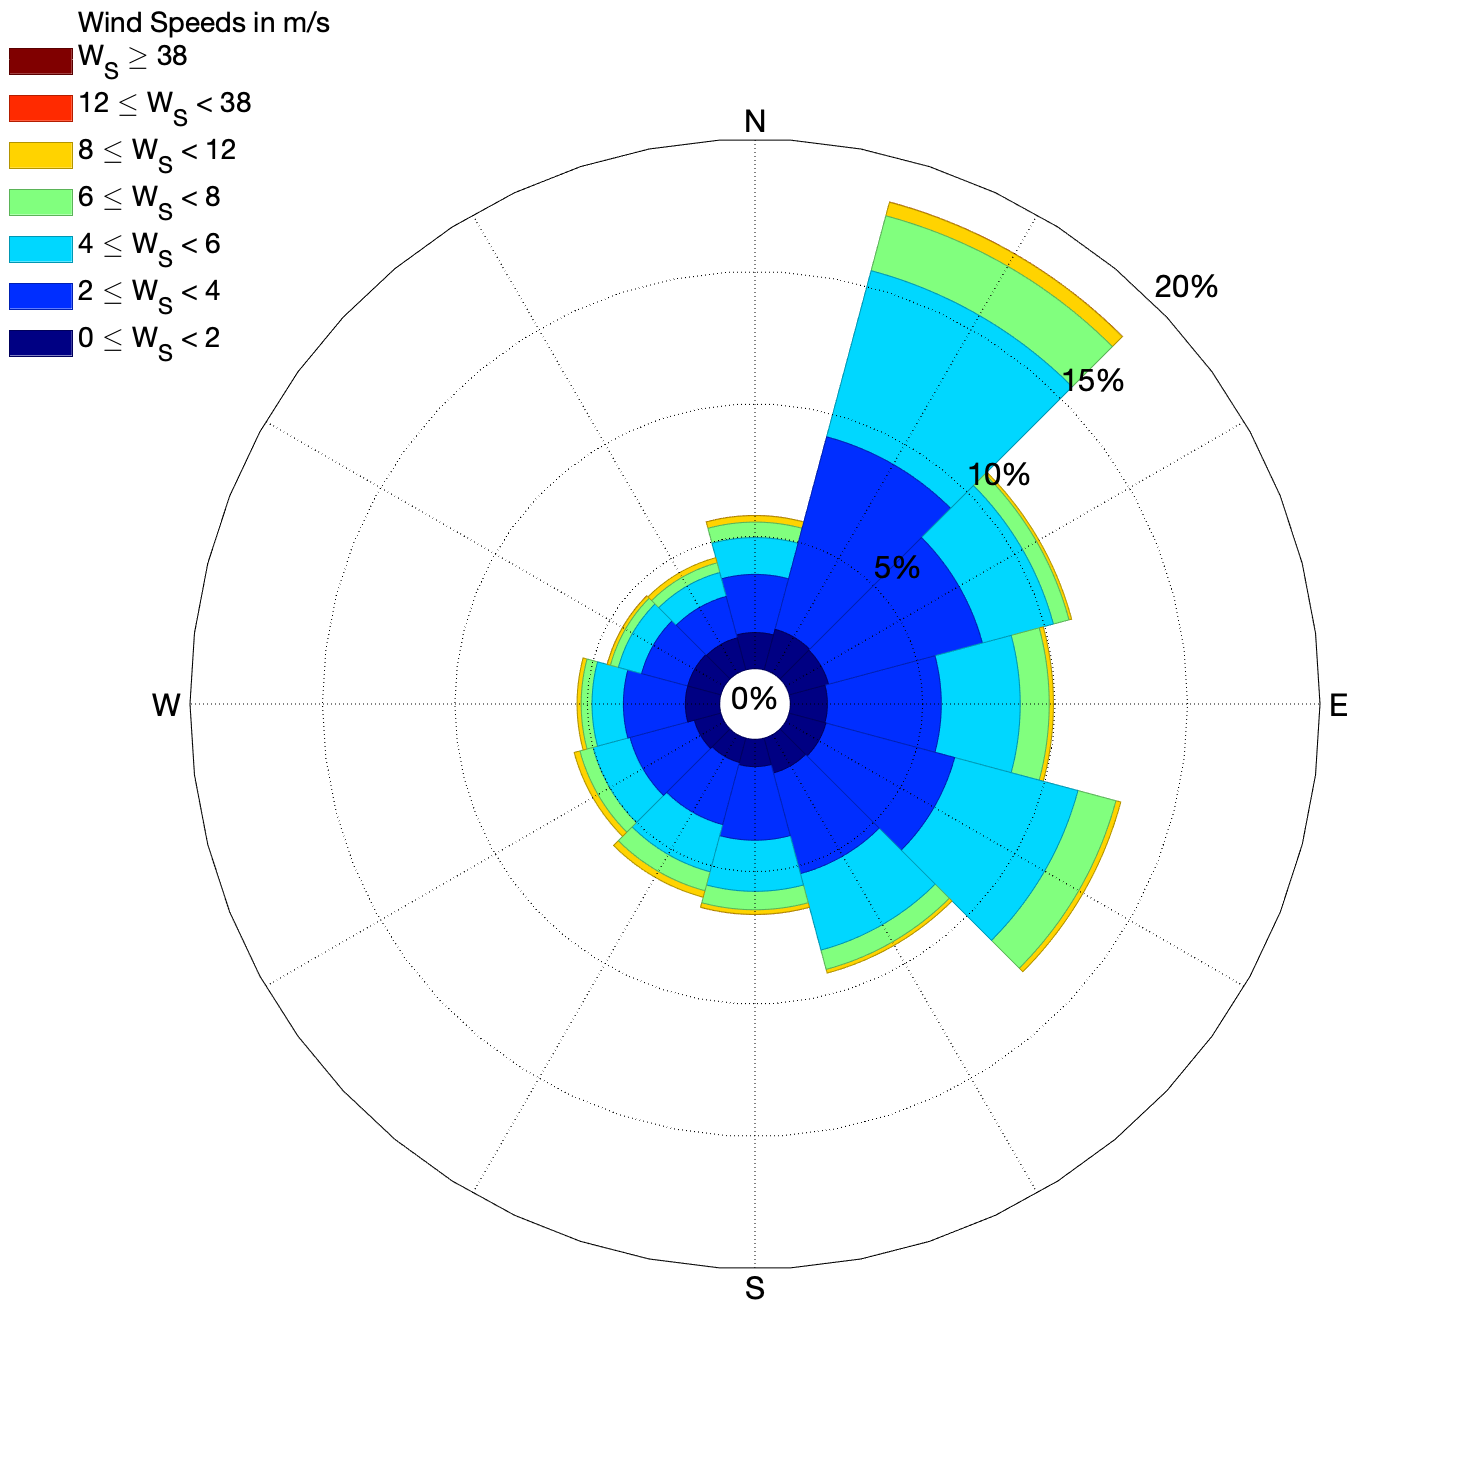 Wind Speeds in m/s
W_S ≥ 38
12 ≤ W_S < 38
8 ≤ W_S < 12
6 ≤ W_S < 8
4 ≤ W_S < 6
2 ≤ W_S < 4
0 ≤ W_S < 2
N
20%
15%
10%
5%
0%
W
E
S